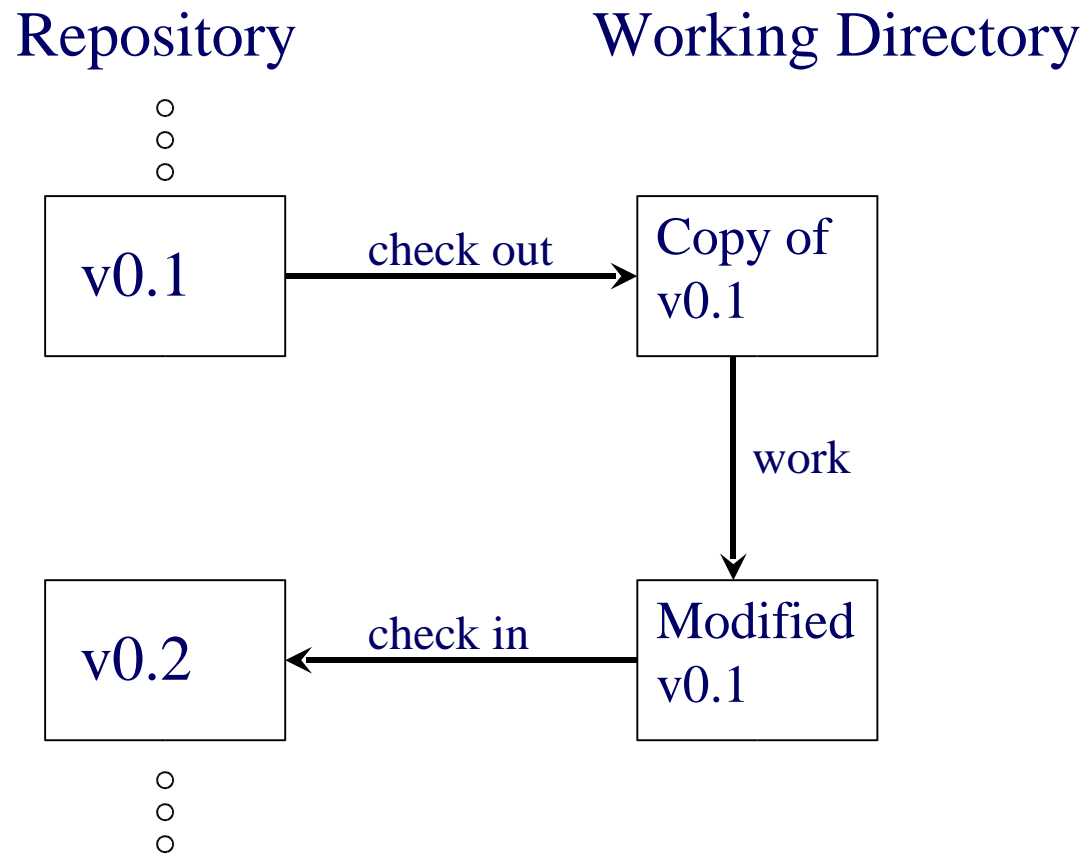 Repository
Working Directory
v0.1
check out
Copy of
v0.1
work
v0.2
check in
Modified
v0.1